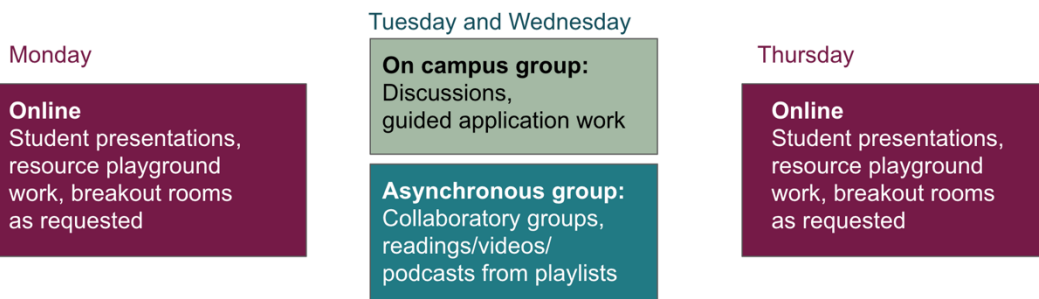 Monday
Online
Student presentations,
resource playground
work, breakout rooms
as requested
Tuesday and Wednesday
On campus group:
Discussions,
guided application work
Asynchronous group:
Collaboratory groups,
readings/videos/
podcasts from playlists
Thursday
Online
Student presentations,
resource playground
work, breakout rooms
as requested